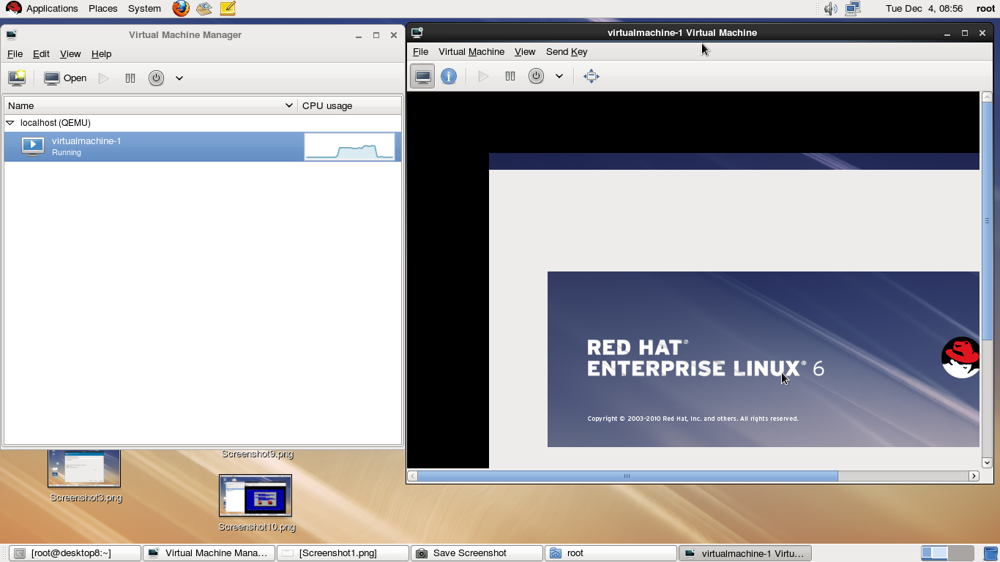 Applications Places System Tue Dec 4, 08:56 root
Virtual Machine Manager
File Edit View Help
Open
Name CPU usage
localhost (QEMU)
virtualmachine-1
Running
virtualmachine-1 Virtual Machine
File Virtual Machine View Send Key
RED HAT®
ENTERPRISE LINUX® 6
Copyright © 2003-2010 Red Hat, Inc. and others. All rights reserved.
Screenshot9.png
Screenshot3.png
Screenshot10.png
[root@desktop8:~] Virtual Machine Mana... [Screenshot1.png] Save Screenshot root virtualmachine-1 Virtu...